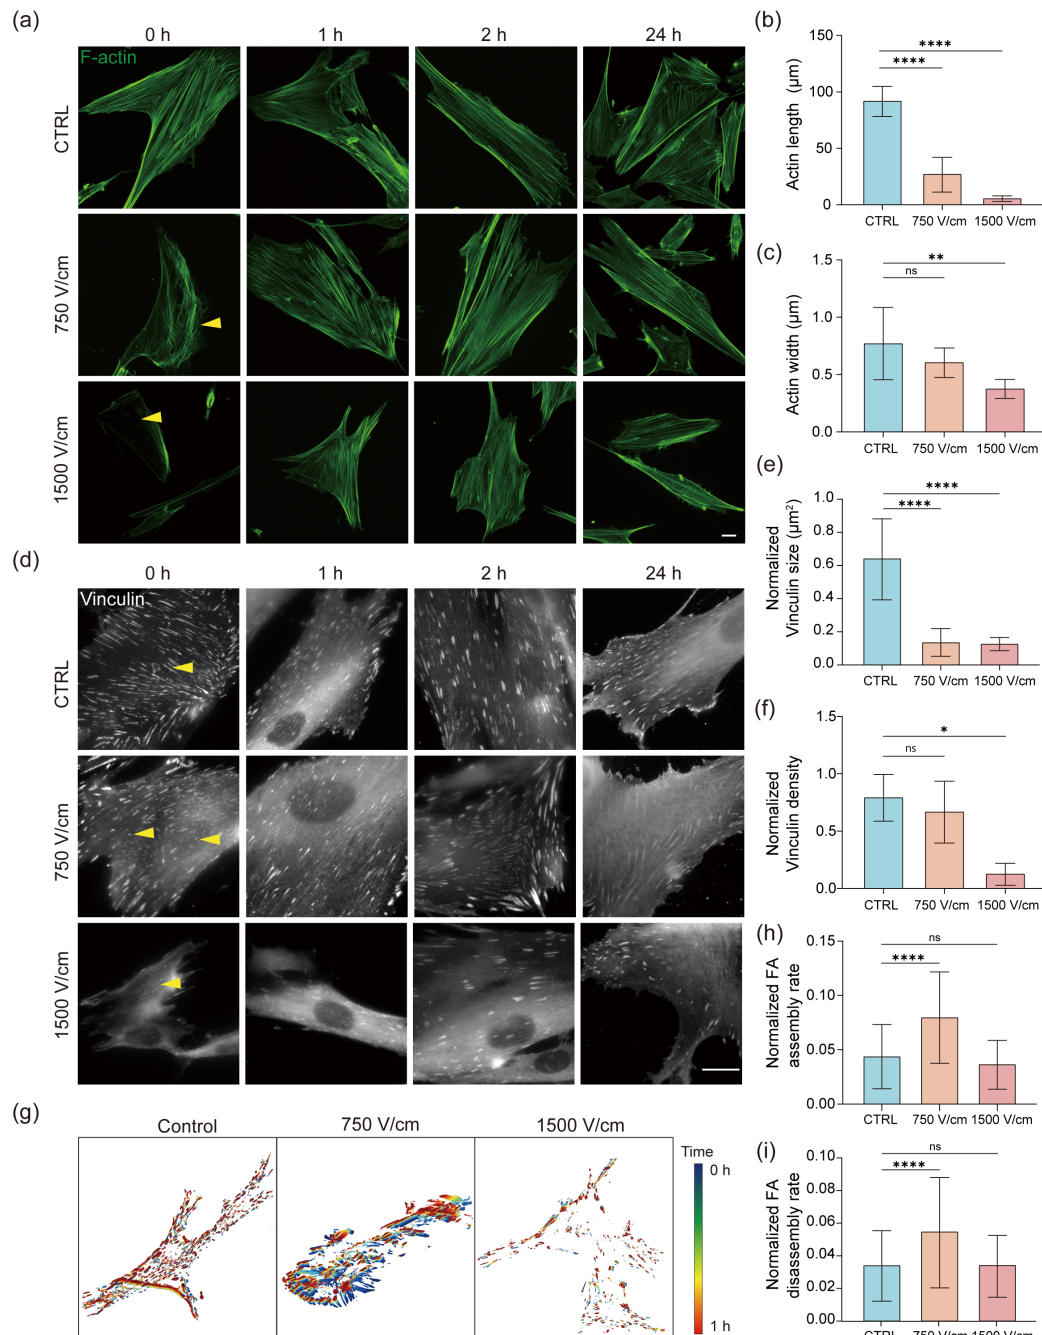 (a)
0 h
1 h
2 h
24 h
F-actin
CTRL
750 V/cm
1500 V/cm
(b)
Actin length (μm)
150
100
50
0
****
****
CTRL
750 V/cm
1500 V/cm
(c)
Actin width (μm)
1.5
1.0
0.5
0.0
**
ns
CTRL
750 V/cm
1500 V/cm
(d)
0 h
1 h
2 h
24 h
Vinculin
CTRL
750 V/cm
1500 V/cm
(e)
Normalized
Vinculin size (μm²)
0.8
0.6
0.4
0.2
0.0
****
****
CTRL
750 V/cm
1500 V/cm
(f)
Normalized
Vinculin density
1.5
1.0
0.5
0.0
*
ns
CTRL
750 V/cm
1500 V/cm
(g)
Control
750 V/cm
1500 V/cm
Time
0 h
1 h
(h)
Normalized FA
assembly rate
0.15
0.10
0.05
0.00
ns
****
CTRL
750 V/cm
1500 V/cm
(i)
Normalized FA
disassembly rate
0.10
0.08
0.06
0.04
0.02
0.00
ns
****
CTRL
750 V/cm
1500 V/cm